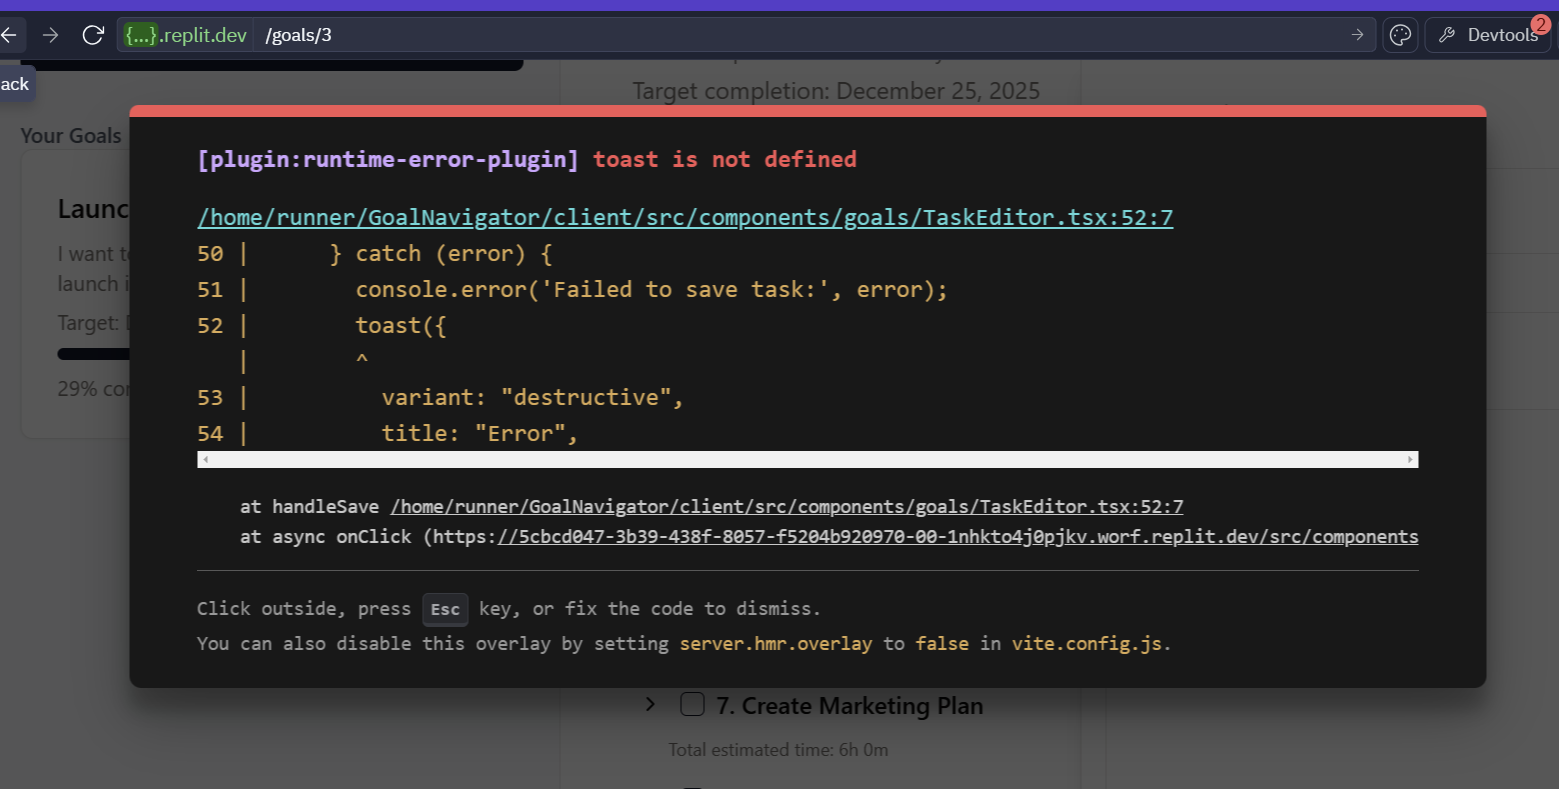 {...}.replit.dev /goals/3
Devtools 2
ack
Target completion: December 25, 2025
Your Goals
[plugin:runtime-error-plugin] toast is not defined
/home/runner/GoalNavigator/client/src/components/goals/TaskEditor.tsx:52:7
50 | } catch (error) {
51 | console.error('Failed to save task:', error);
52 | toast({
| ^
53 | variant: "destructive",
54 | title: "Error",
Launc
I want to
launch i
Target:
29% co
at handleSave /home/runner/GoalNavigator/client/src/components/goals/TaskEditor.tsx:52:7
at async onClick (https://5cbcd047-3b39-438f-8057-f5204b920970-00-1nhkto4j0pjkv.worf.replit.dev/src/components
Click outside, press Esc key, or fix the code to dismiss.
You can also disable this overlay by setting server.hmr.overlay to false in vite.config.js.
7. Create Marketing Plan
Total estimated time: 6h 0m